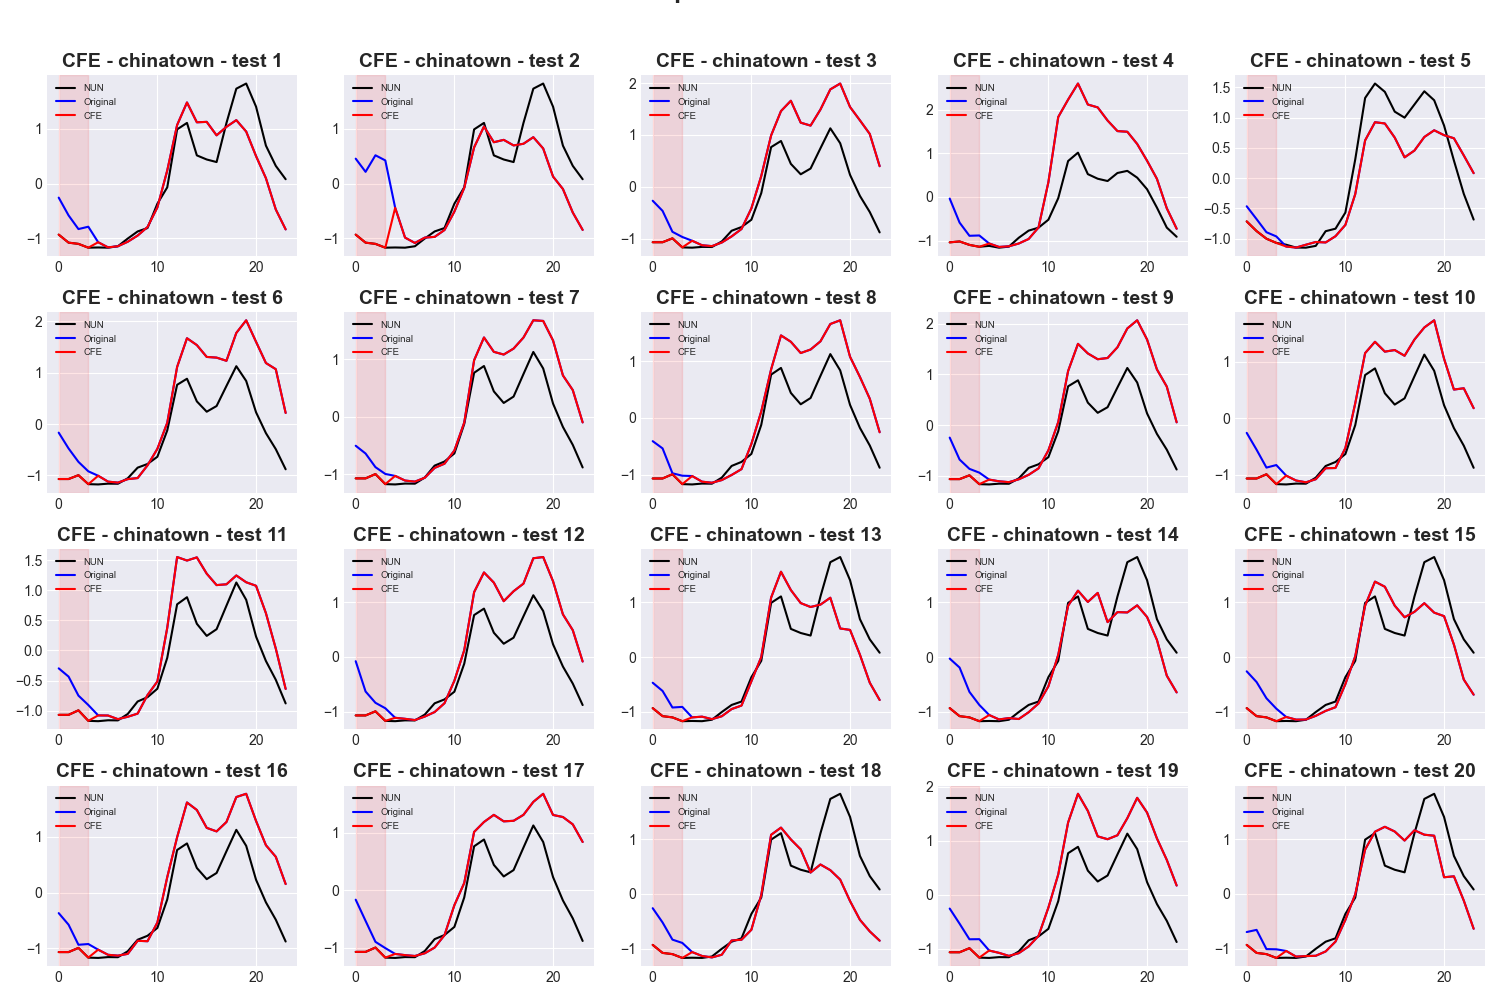 CFE - chinatown - test 1 CFE - chinatown - test 2 CFE - chinatown - test 3 CFE - chinatown - test 4 CFE - chinatown - test 5
NUN NUN 2 NUN NUN 1.5 NUN
Original Original Original 2 Original Original
CFE CFE CFE CFE 1.0 CFE
1 1 1 1 0.5
0 0 0 0 0.0
−0.5
−1 −1 −1 −1 −1.0
0 10 20 0 10 20 0 10 20 0 10 20 0 10 20
CFE - chinatown - test 6 CFE - chinatown - test 7 CFE - chinatown - test 8 CFE - chinatown - test 9 CFE - chinatown - test 10
2 NUN NUN NUN 2 NUN NUN
Original Original Original Original Original
CFE CFE CFE CFE CFE
1 1 1 1 1
0 0 0 0 0
−1 −1 −1 −1 −1
0 10 20 0 10 20 0 10 20 0 10 20 0 10 20
CFE - chinatown - test 11 CFE - chinatown - test 12 CFE - chinatown - test 13 CFE - chinatown - test 14 CFE - chinatown - test 15
1.5 NUN NUN NUN NUN NUN
Original Original Original Original Original
1.0 CFE CFE CFE CFE CFE
0.5 1 1 1 1
0.0 0 0 0 0
−0.5
−1.0 −1 −1 −1 −1
0 10 20 0 10 20 0 10 20 0 10 20 0 10 20
CFE - chinatown - test 16 CFE - chinatown - test 17 CFE - chinatown - test 18 CFE - chinatown - test 19 CFE - chinatown - test 20
NUN NUN NUN 2 NUN NUN
Original Original Original Original Original
CFE CFE CFE CFE CFE
1 1 1 1 1
0 0 0 0 0
−1 −1 −1 −1 −1
0 10 20 0 10 20 0 10 20 0 10 20 0 10 20